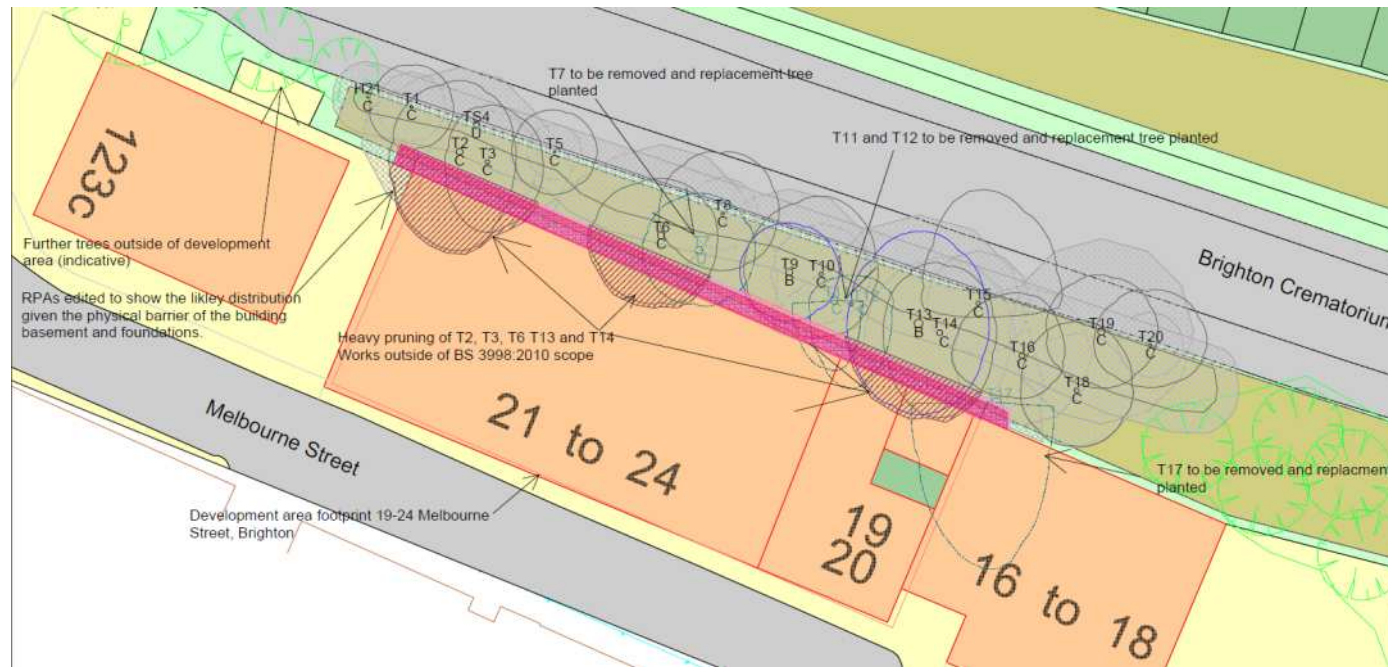 T7 to be removed and replacement tree
planted
T11 and T12 to be removed and replacement tree planted
H21
C
T1
C
TS4
U
T2
C
T3
C
T5
C
T6
C
T8
C
T9
B
T10
C
T13
B
T14
C
T15
C
T16
C
T17
T18
C
T19
C
T20
C
123c
Brighton Crematorium
Further trees outside of development
area (indicative)
RPAs edited to show the likley distribution
given the physical barrier of the building
basement and foundations.
Heavy pruning of T2, T3, T6 T13 and T14
Works outside of BS 3998:2010 scope
Melbourne Street
21 to 24
T17 to be removed and replacment
planted
Development area footprint 19-24 Melbourne
Street, Brighton
19
20
16 to 18